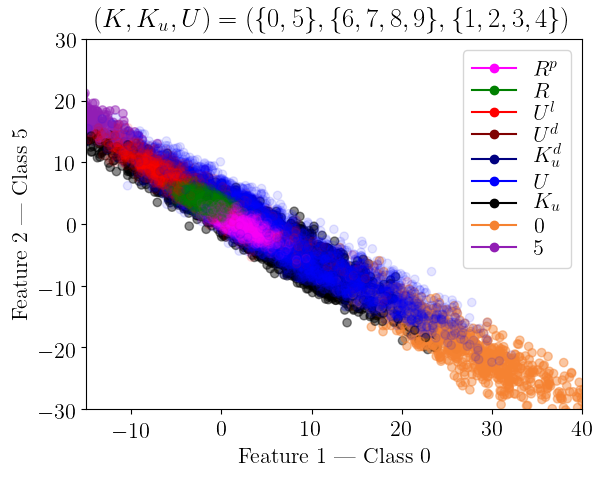 (K, K_u, U) = ({0, 5}, {6, 7, 8, 9}, {1, 2, 3, 4})
30
20
10
0
−10
−20
−30
Feature 2 — Class 5
R^p
R
U^l
U^d
K_u^d
U
K_u
0
5
−10
0
10
20
30
40
Feature 1 — Class 0